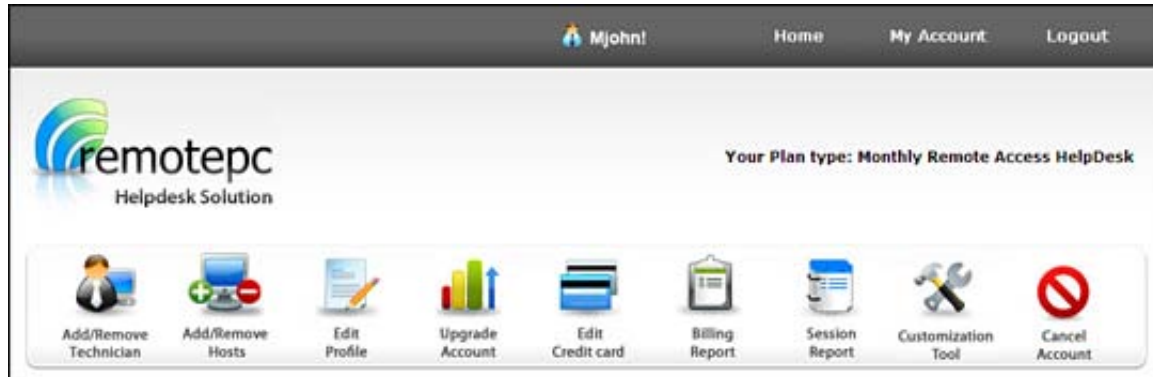 Mjohn! Home My Account Logout
remotepc
Helpdesk Solution
Your Plan type: Monthly Remote Access HelpDesk
Add/Remove Technician
Add/Remove Hosts
Edit Profile
Upgrade Account
Edit Credit card
Billing Report
Session Report
Customization Tool
Cancel Account